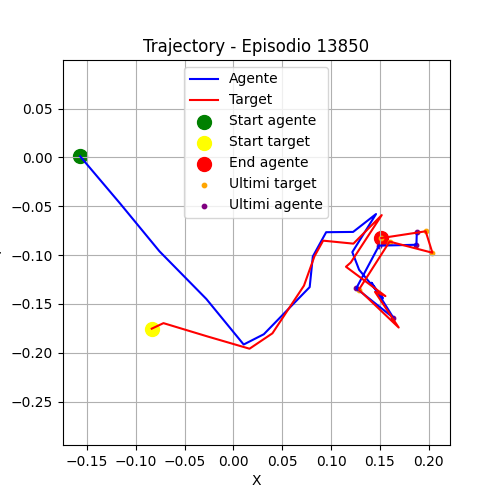 Trajectory - Episodio 13850
Agente
Target
Start agente
Start target
End agente
Ultimi target
Ultimi agente
0.05
0.00
−0.05
−0.10
−0.15
−0.20
−0.25
−0.15
−0.10
−0.05
0.00
0.05
0.10
0.15
0.20
X